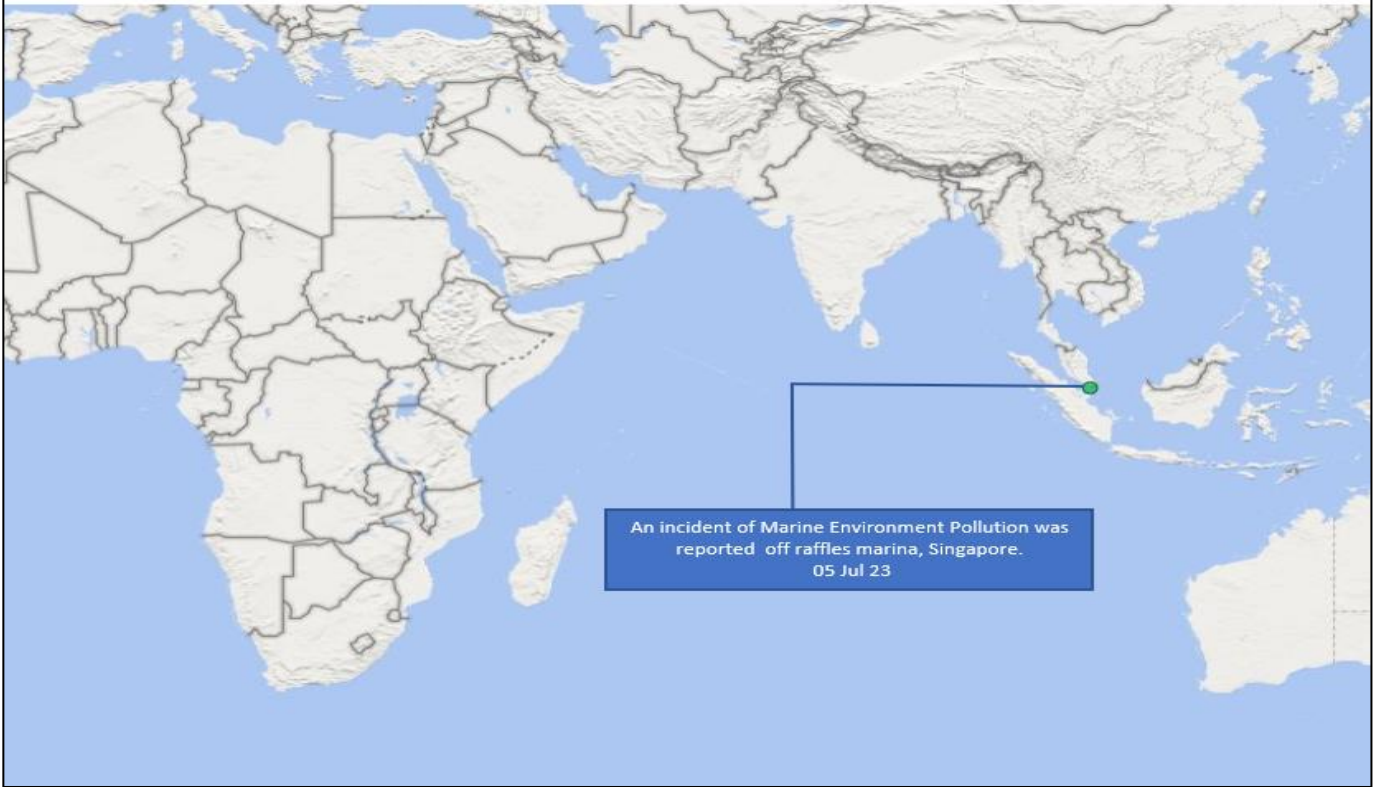 An incident of Marine Environment Pollution was
reported off raffles marina, Singapore.
05 Jul 23